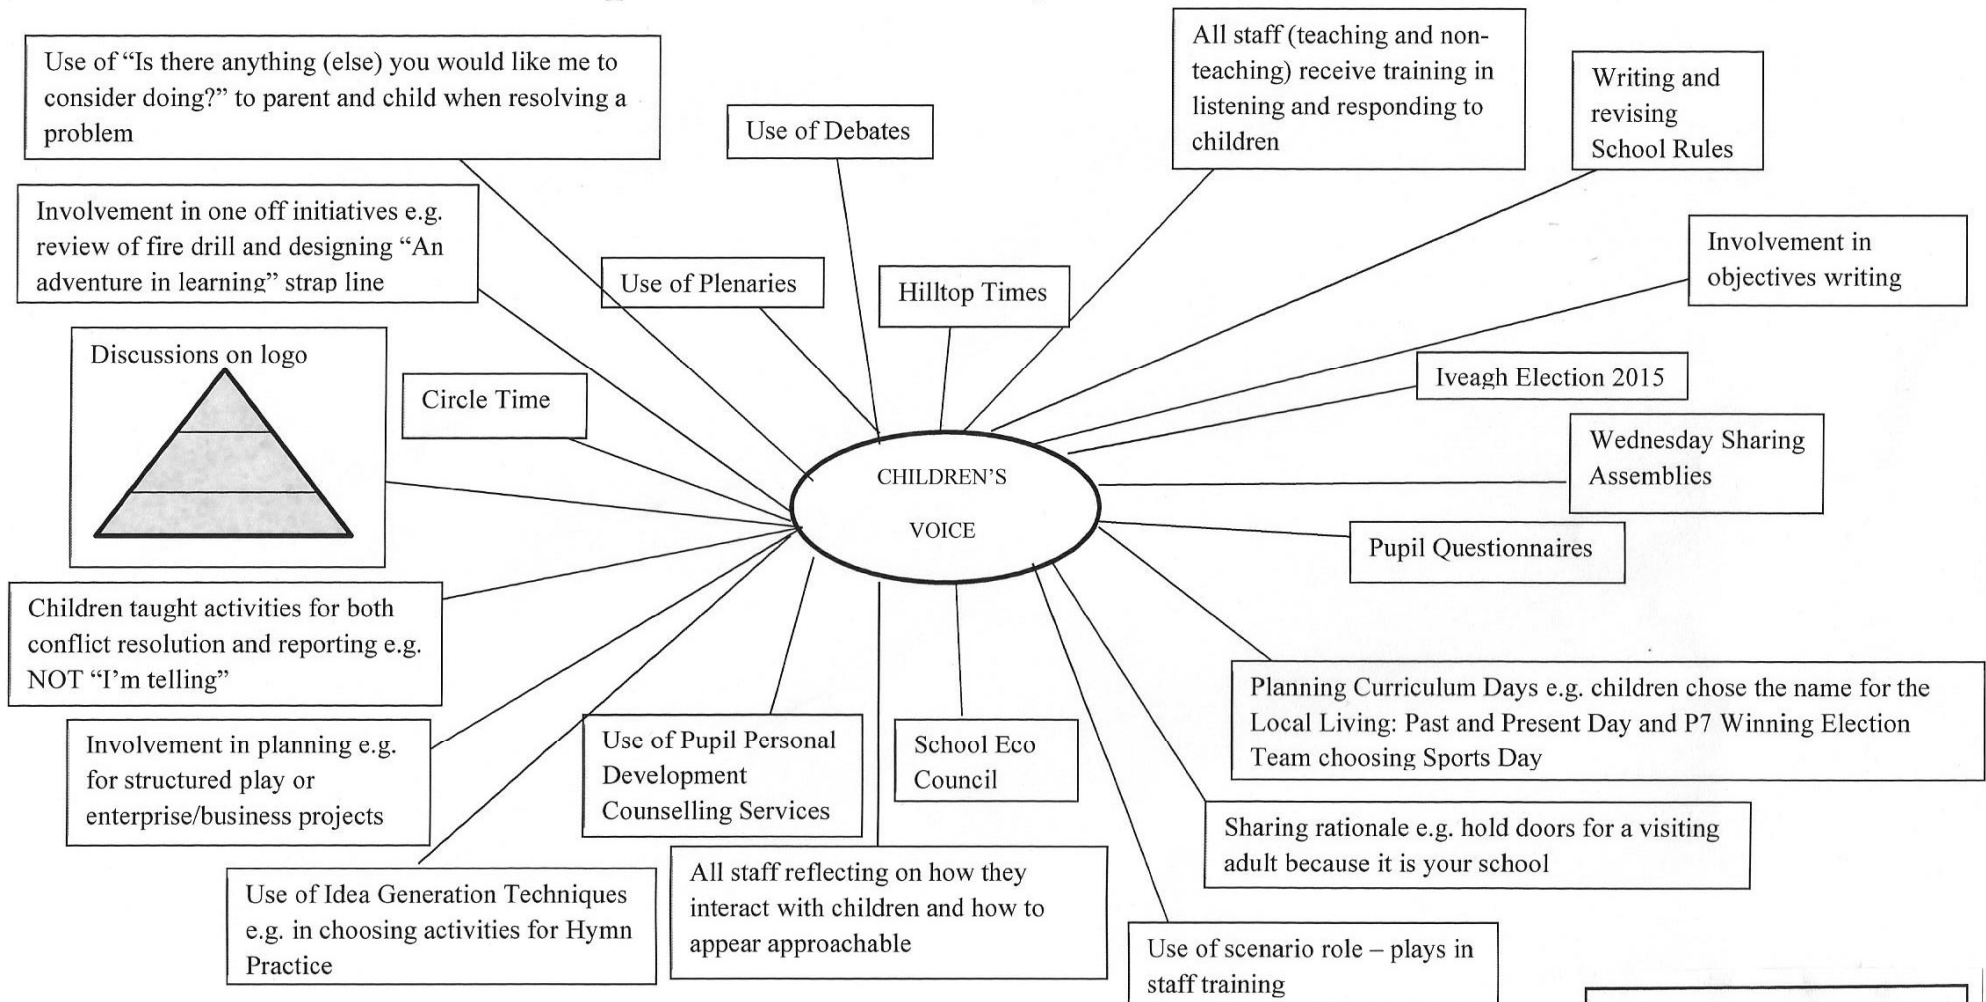 Use of “Is there anything (else) you would like me to
consider doing?” to parent and child when resolving a
problem
Use of Debates
All staff (teaching and non-
teaching) receive training in
listening and responding to
children
Writing and
revising
School Rules
Involvement in one off initiatives e.g.
review of fire drill and designing “An
adventure in learning” strap line
Use of Plenaries
Hilltop Times
Involvement in
objectives writing
Discussions on logo
Circle Time
Iveagh Election 2015
Wednesday Sharing
Assemblies
CHILDREN’S
VOICE
Pupil Questionnaires
Children taught activities for both
conflict resolution and reporting e.g.
NOT “I’m telling”
Planning Curriculum Days e.g. children chose the name for the
Local Living: Past and Present Day and P7 Winning Election
Team choosing Sports Day
Involvement in planning e.g.
for structured play or
enterprise/business projects
Use of Pupil Personal
Development
Counselling Services
School Eco
Council
Sharing rationale e.g. hold doors for a visiting
adult because it is your school
Use of Idea Generation Techniques
e.g. in choosing activities for Hymn
Practice
All staff reflecting on how they
interact with children and how to
appear approachable
Use of scenario role – plays in
staff training